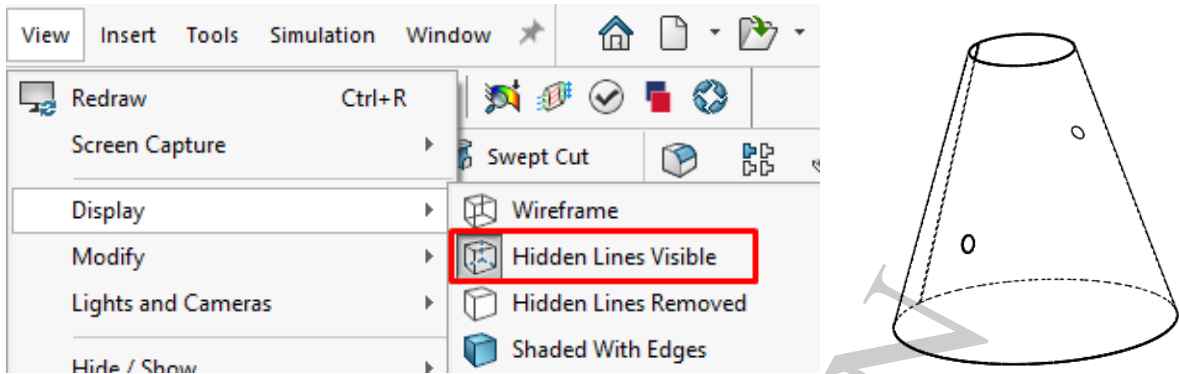 View Insert Tools Simulation Window
Redraw Ctrl+R
Screen Capture
Swept Cut
Display
Wireframe
Modify
Hidden Lines Visible
Lights and Cameras
Hidden Lines Removed
Hide / Show
Shaded With Edges